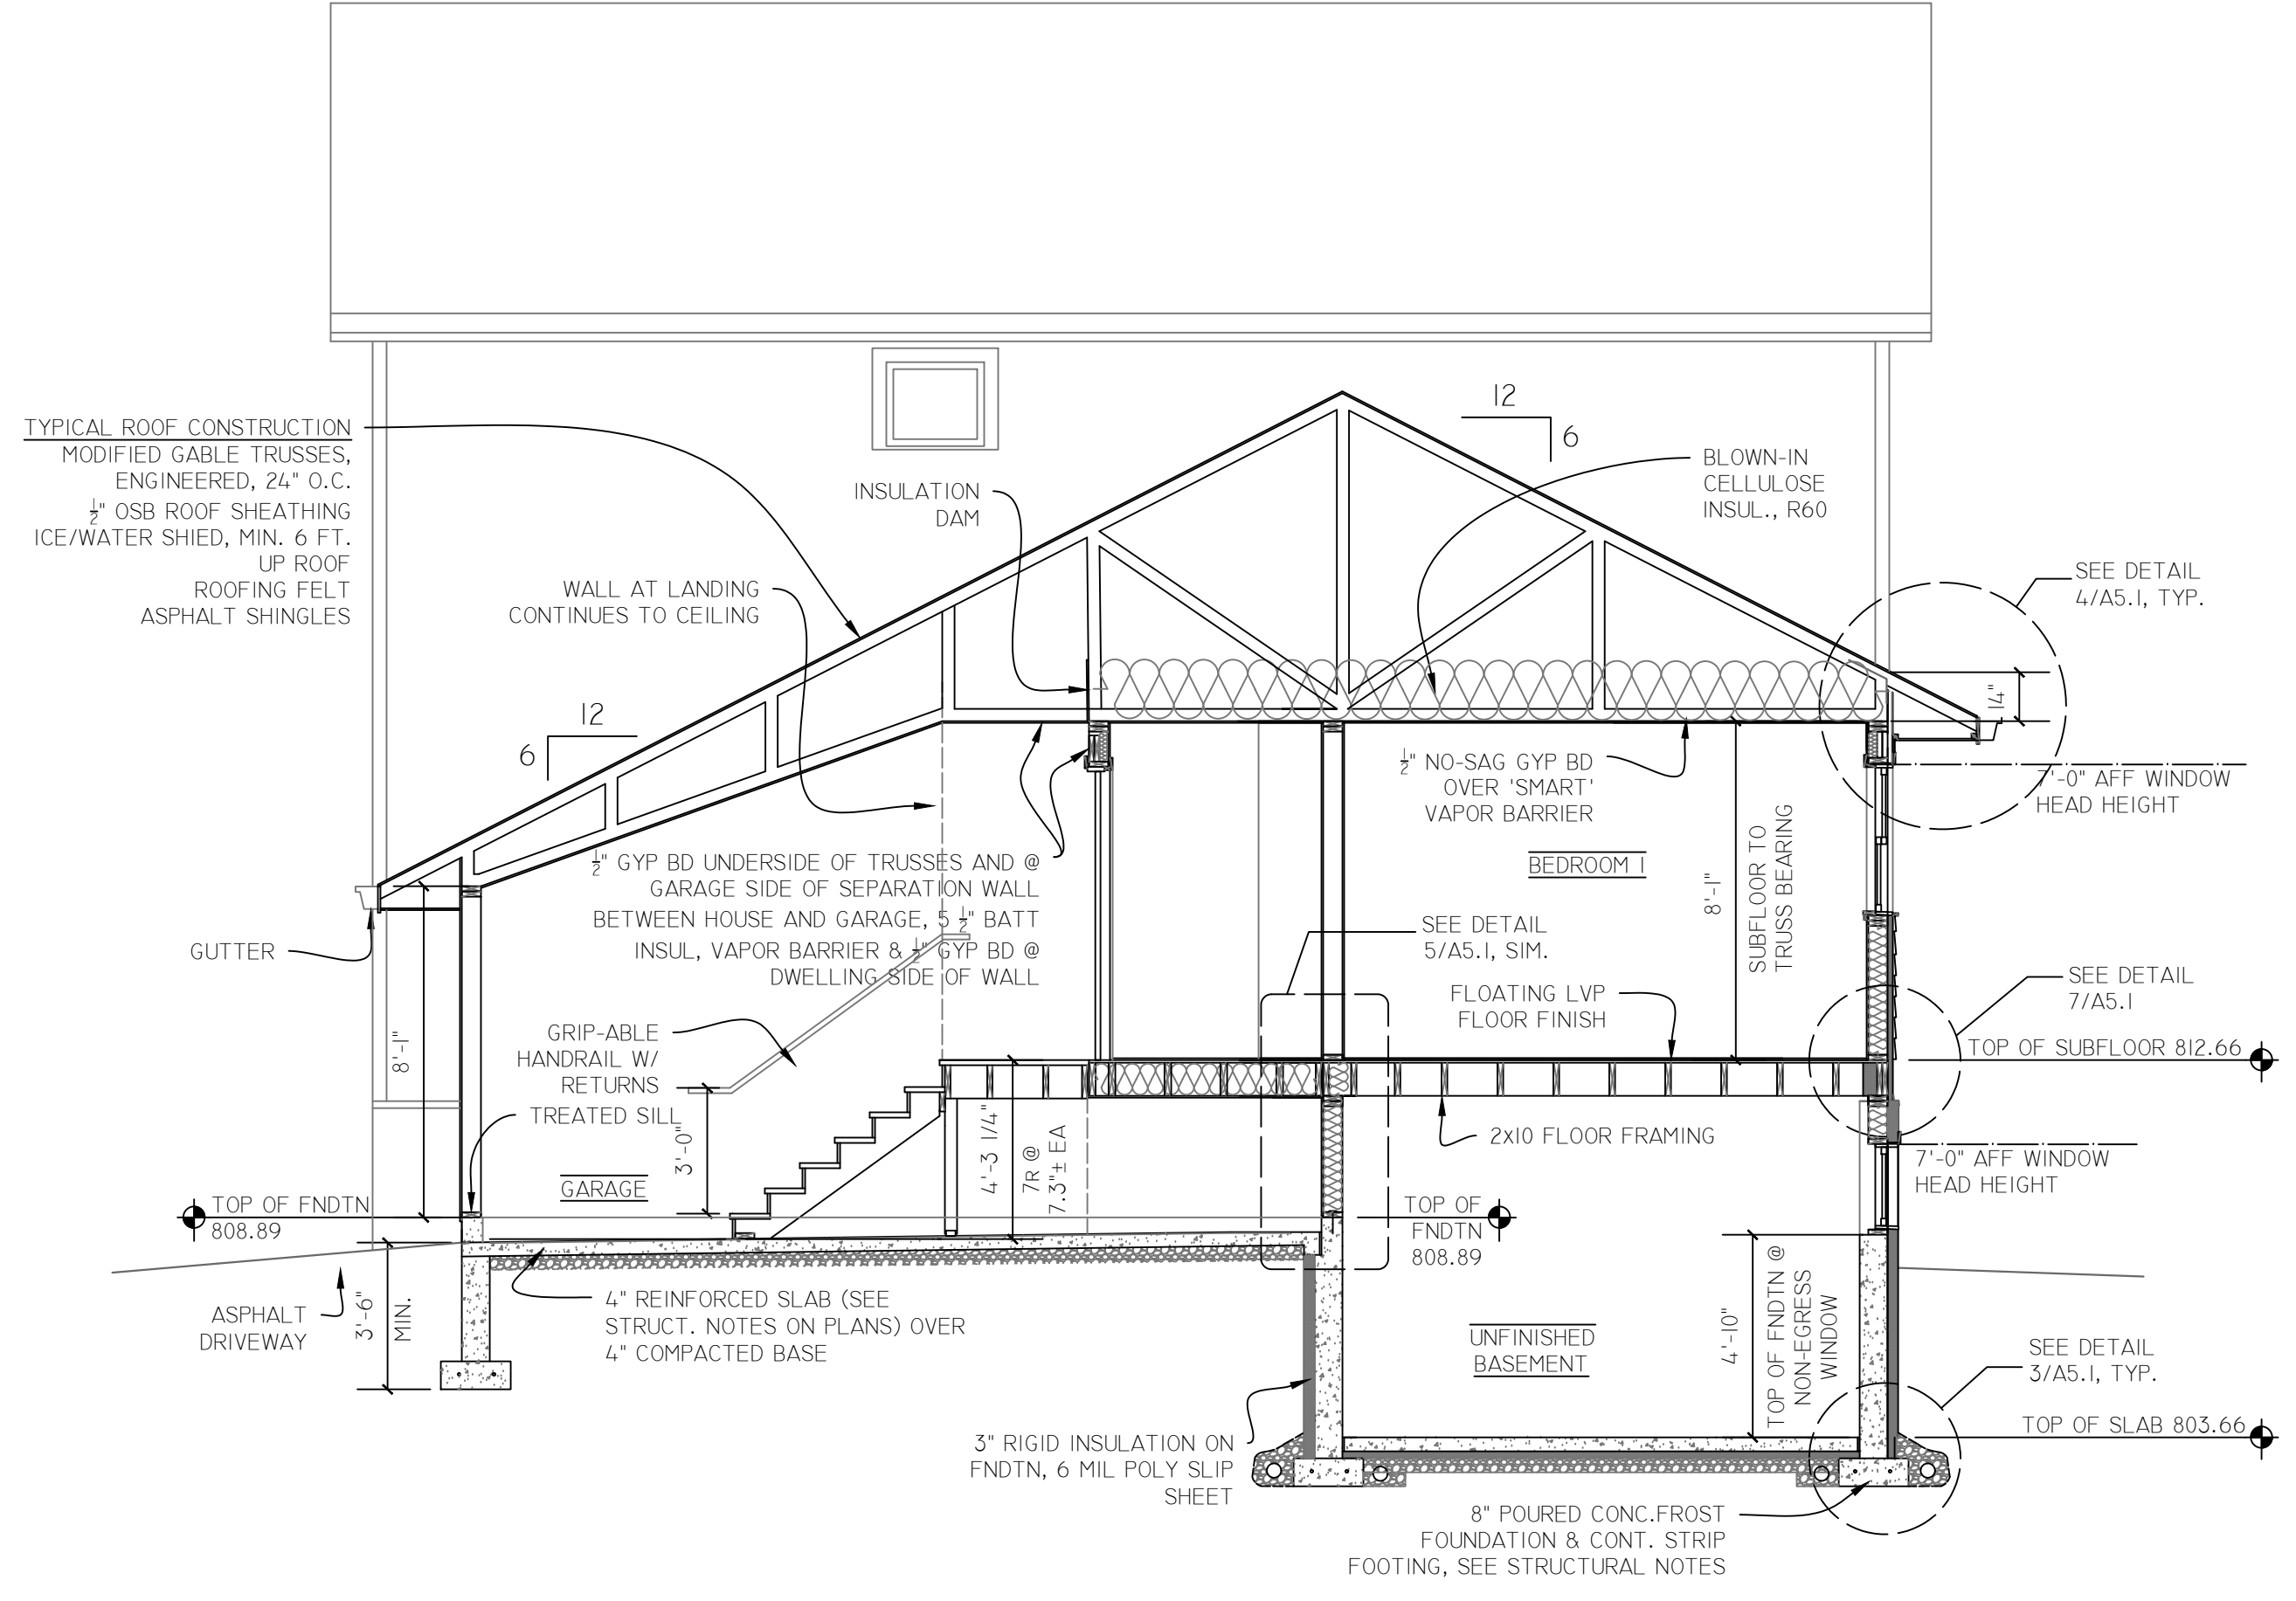 TYPICAL ROOF CONSTRUCTION
MODIFIED GABLE TRUSSES,
ENGINEERED, 24" O.C.
½" OSB ROOF SHEATHING
ICE/WATER SHIED, MIN. 6 FT.
UP ROOF
ROOFING FELT
ASPHALT SHINGLES
12
6
INSULATION
DAM
WALL AT LANDING
CONTINUES TO CEILING
12
6
BLOWN-IN
CELLULOSE
INSUL., R60
SEE DETAIL
4/A5.1, TYP.
14"
7'-0" AFF WINDOW
HEAD HEIGHT
½" NO-SAG GYP BD
OVER 'SMART'
VAPOR BARRIER
½" GYP BD UNDERSIDE OF TRUSSES AND @
GARAGE SIDE OF SEPARATION WALL
BETWEEN HOUSE AND GARAGE, 5 ½" BATT
INSUL, VAPOR BARRIER & ½" GYP BD @
DWELLING SIDE OF WALL
BEDROOM 1
8'-1"
SUBFLOOR TO
TRUSS BEARING
GUTTER
8'-1"
SEE DETAIL
5/A5.1, SIM.
FLOATING LVP
FLOOR FINISH
SEE DETAIL
7/A5.1
TOP OF SUBFLOOR 812.66
GRIP-ABLE
HANDRAIL W/
RETURNS
TREATED SILL
3'-0"
4'-3 1/4"
7R @
7.3"± EA
2x10 FLOOR FRAMING
7'-0" AFF WINDOW
HEAD HEIGHT
GARAGE
TOP OF FNDTN
808.89
TOP OF
FNDTN
808.89
ASPHALT
DRIVEWAY
3'-6"
MIN.
4" REINFORCED SLAB (SEE
STRUCT. NOTES ON PLANS) OVER
4" COMPACTED BASE
UNFINISHED
BASEMENT
4'-10"
TOP OF FNDTN @
NON-EGRESS
WINDOW
SEE DETAIL
3/A5.1, TYP.
TOP OF SLAB 803.66
3" RIGID INSULATION ON
FNDTN, 6 MIL POLY SLIP
SHEET
8" POURED CONC.FROST
FOUNDATION & CONT. STRIP
FOOTING, SEE STRUCTURAL NOTES